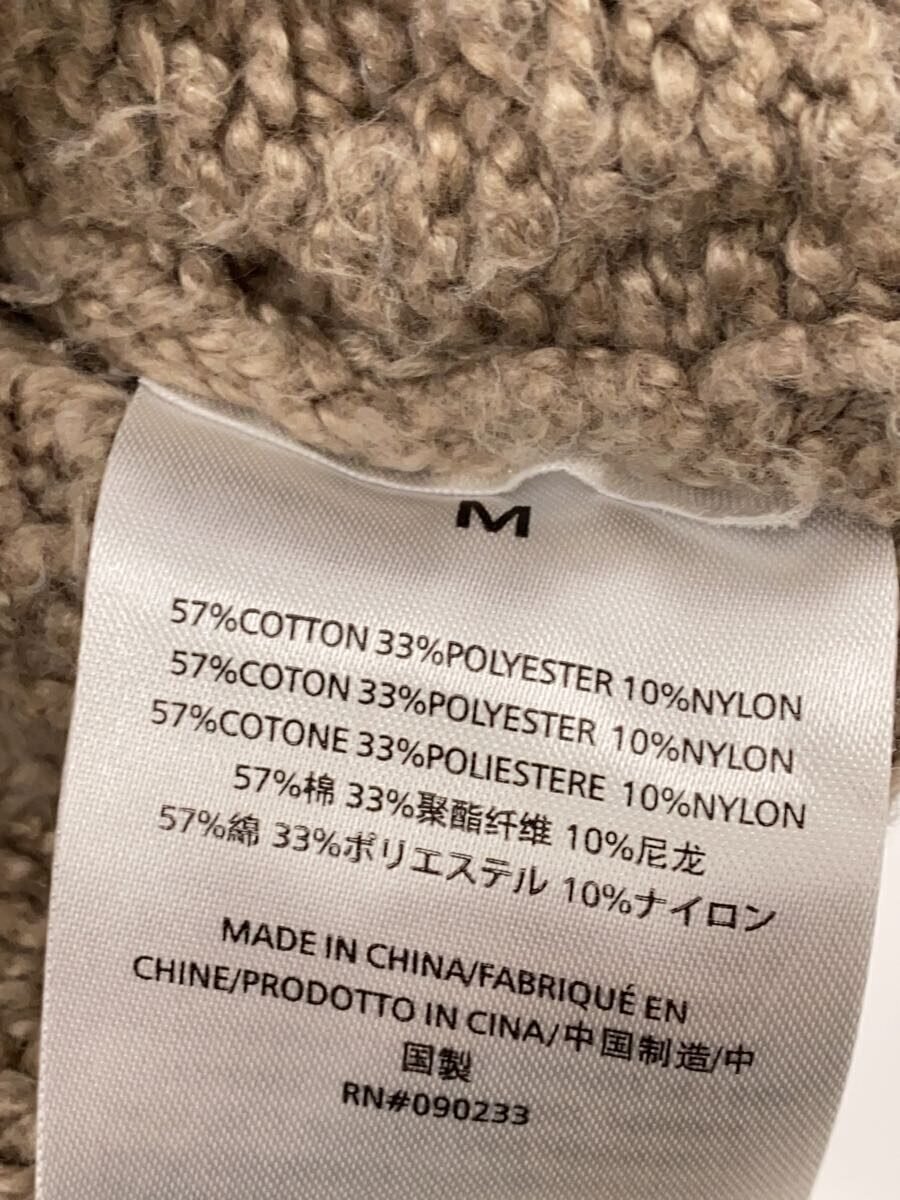 M
57%COTTON 33%POLYESTER 10%NYLON
57%COTON 33%POLYESTER 10%NYLON
57%COTONE 33%POLIESTERE 10%NYLON
57%棉 33%聚酯纤维 10%尼龙
57%綿 33%ポリエステル 10%ナイロン
MADE IN CHINA/FABRIQUÉ EN
CHINE/PRODOTTO IN CINA/中国制造/中
国製
RN#090233